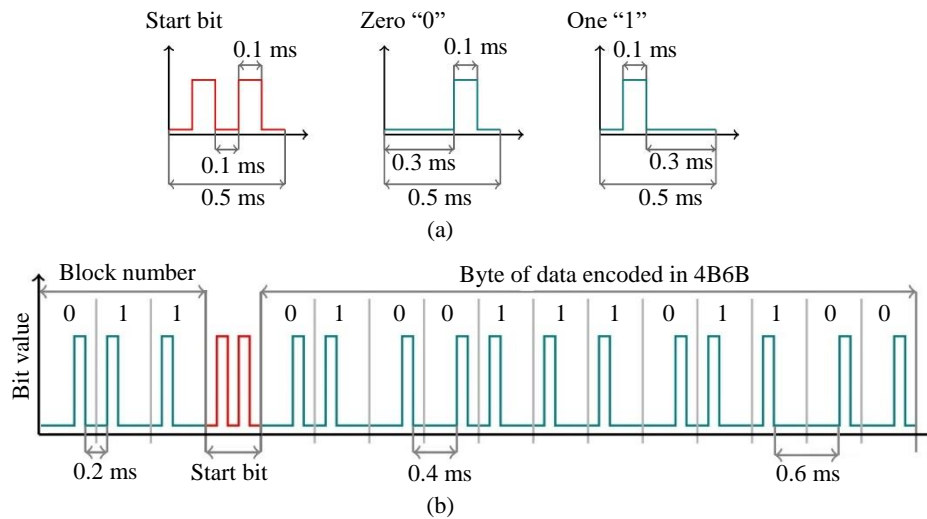 Start bit
Zero “0”
One “1”
0.1 ms
0.1 ms
0.1 ms
0.1 ms
0.3 ms
0.3 ms
0.5 ms
0.5 ms
0.5 ms
(a)
Block number
Byte of data encoded in 4B6B
0 1 1
0 1 0 0 1 1 1 0 1 1 0 0
Bit value
0.2 ms
Start bit
0.4 ms
0.6 ms
(b)